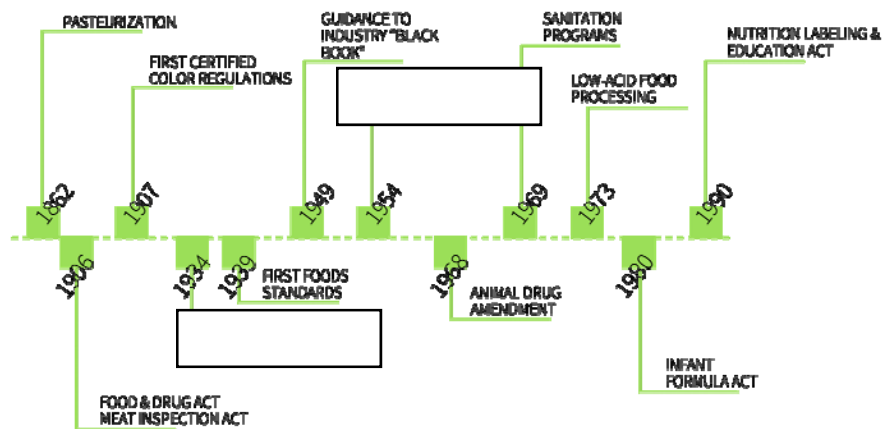 PASTEURIZATION
FIRST CERTIFIED
COLOR REGULATIONS
GUIDANCE TO
INDUSTRY "BLACK
BOOK"
SANITATION
PROGRAMS
LOW-ACID FOOD
PROCESSING
NUTRITION LABELING &
EDUCATION ACT
1862
1907
1949
1954
1969
1973
1990
1906
1934
1939
1968
1980
FIRST FOODS
STANDARDS
ANIMAL DRUG
AMENDMENT
INFANT
FORMULA ACT
FOOD & DRUG ACT
MEAT INSPECTION ACT